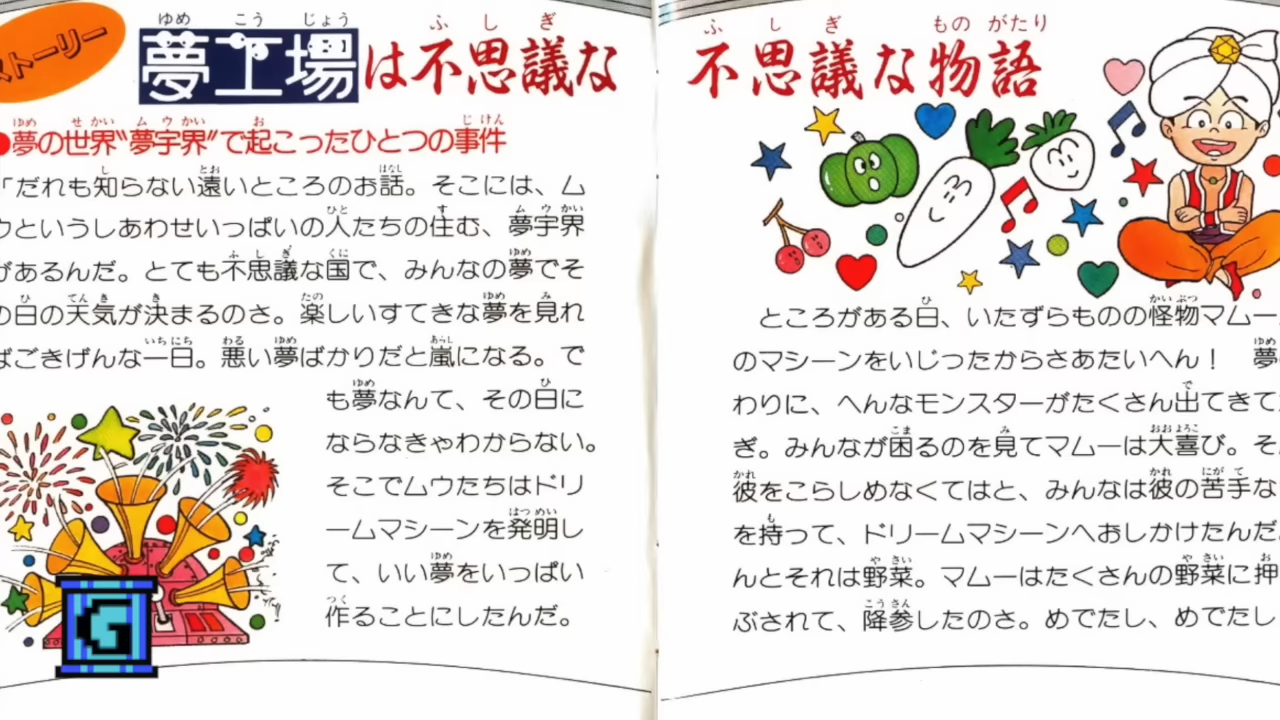 ストーリー
夢工場は不思議な
●夢の世界〝夢宇界〟で起こったひとつの事件
「だれも知らない遠いところのお話。そこには、ム
ウというしあわせいっぱいの人たちの住む、夢宇界
があるんだ。とても不思議な国で、みんなの夢でそ
の日の天気が決まるのさ。楽しいすてきな夢を見れ
ばごきげんな一日。悪い夢ばかりだと嵐になる。で
も夢なんて、その日に
ならなきゃわからない。
そこでムウたちはドリ
ームマシーンを発明し
て、いい夢をいっぱい
作ることにしたんだ。
不思議な物語
ところがある日、いたずらものの怪物マムー
のマシーンをいじったからさあたいへん! 夢
わりに、へんなモンスターがたくさん出てきて
ぎ。みんなが困るのを見てマムーは大喜び。そ
彼をこらしめなくてはと、みんなは彼の苦手な
を持って、ドリームマシーンへおしかけたんだ
んとそれは野菜。マムーはたくさんの野菜に押
ぶされて、降参したのさ。めでたし、めでたし
G